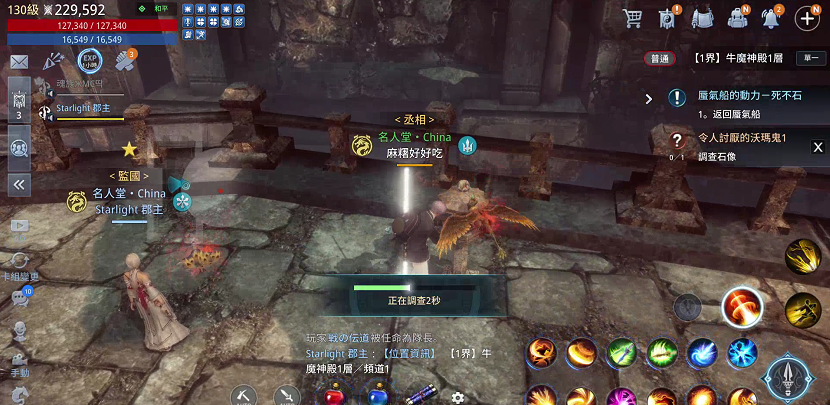 130級 229,592
和平
127,340 / 127,340
16,549 / 16,549
EXP
1小時
3
Starlight 郡主
3
普通
【1界】牛魔神殿1層
單一
N
2
N
蜃氣船的動力－死不石
1。返回蜃氣船
令人討厭的沃瑪鬼1
0/1
調查石像
X
< 丞相 >
名人堂・China
麻糬好好吃
< 監國 >
名人堂・China
Starlight 郡主
正在調查2秒
卡組變更
10
手動
玩家戰の伝道被任命為隊長。
Starlight 郡主：【位置資訊】 【1界】牛
魔神殿1層／頻道1